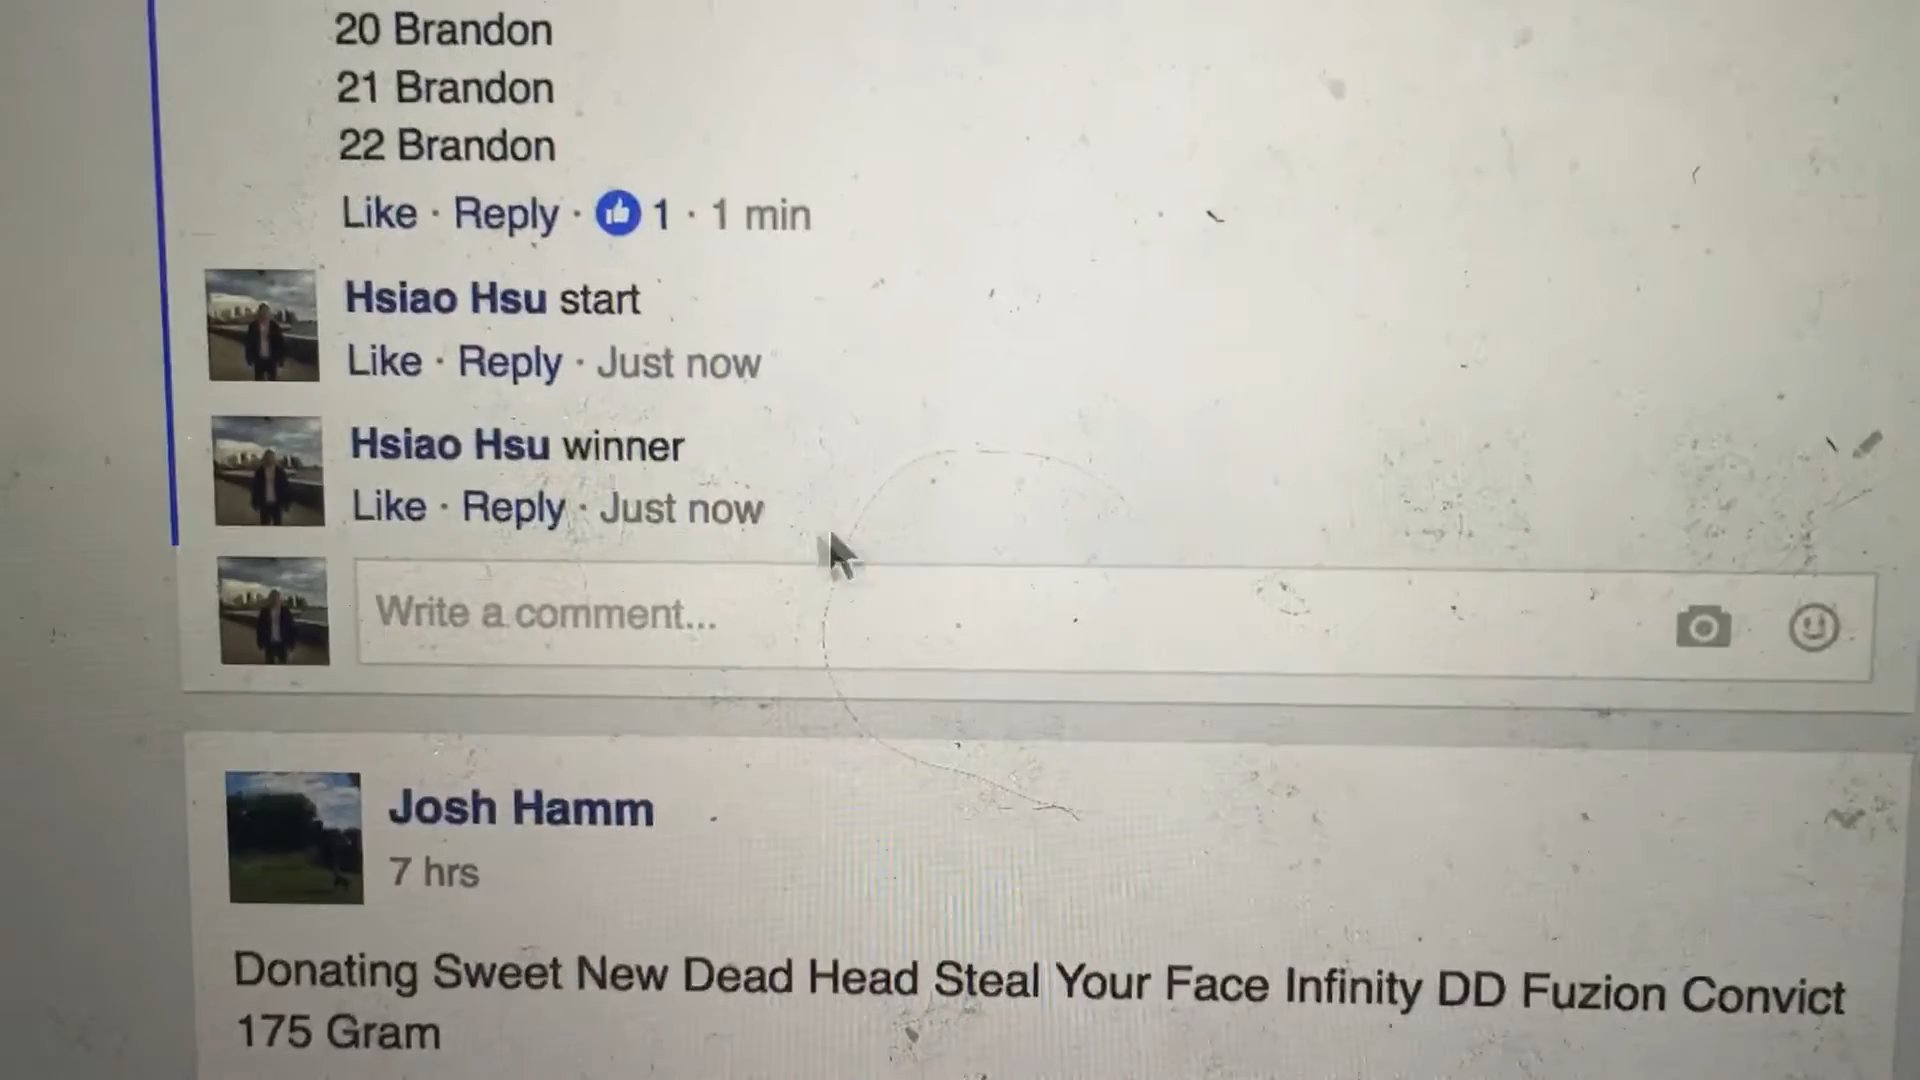 20 Brandon
21 Brandon
22 Brandon
Like · Reply · 1 · 1 min
Hsiao Hsu start
Like · Reply · Just now
Hsiao Hsu winner
Like · Reply · Just now
Write a comment...
Josh Hamm
7 hrs
Donating Sweet New Dead Head Steal Your Face Infinity DD Fuzion Convict
175 Gram